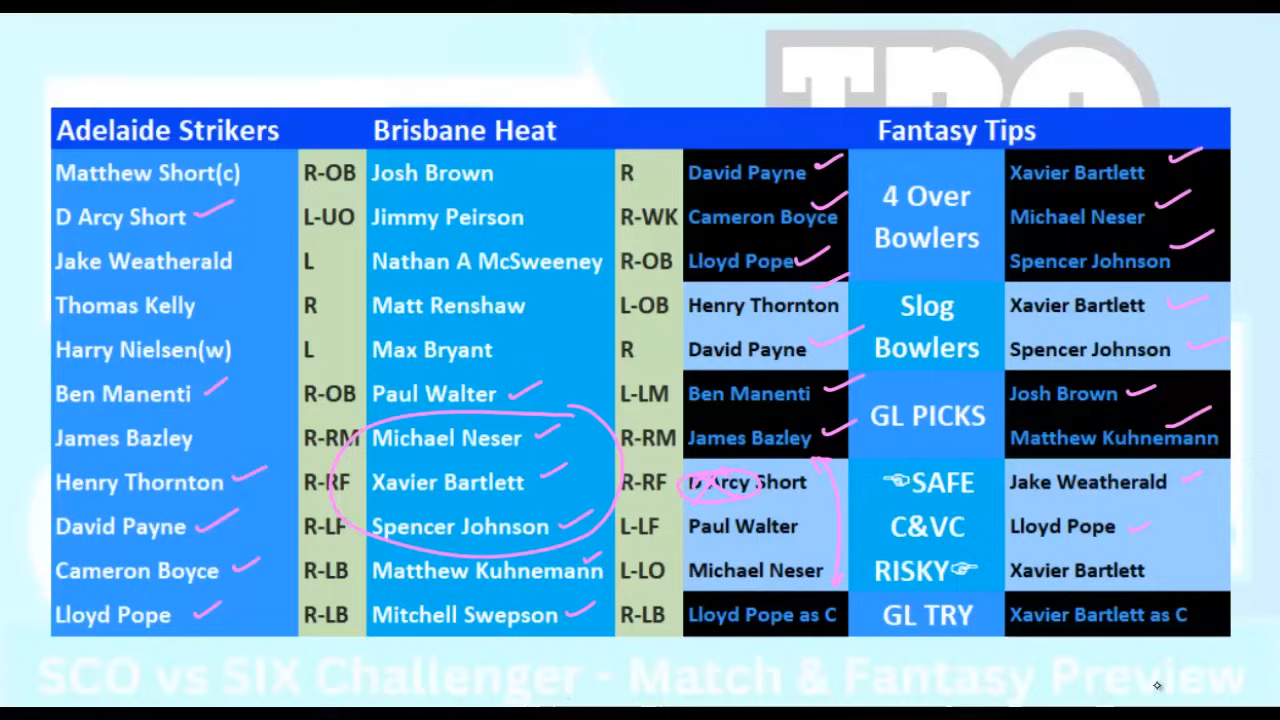 TPO
Adelaide Strikers Brisbane Heat Fantasy Tips
Matthew Short(c) R-OB Josh Brown R David Payne 4 Over Bowlers Xavier Bartlett
D Arcy Short L-UO Jimmy Peirson R-WK Cameron Boyce Michael Neser
Jake Weatherald L Nathan A McSweeney R-OB Lloyd Pope Spencer Johnson
Thomas Kelly R Matt Renshaw L-OB Henry Thornton Slog Bowlers Xavier Bartlett
Harry Nielsen(w) L Max Bryant R David Payne Spencer Johnson
Ben Manenti R-OB Paul Walter L-LM Ben Manenti GL PICKS Josh Brown
James Bazley R-RM Michael Neser R-RM James Bazley Matthew Kuhnemann
Henry Thornton R-RF Xavier Bartlett R-RF D Arcy Short SAFE Jake Weatherald
David Payne R-LF Spencer Johnson L-LF Paul Walter C&VC Lloyd Pope
Cameron Boyce R-LB Matthew Kuhnemann L-LO Michael Neser RISKY Xavier Bartlett
Lloyd Pope R-LB Mitchell Swepson R-LB Lloyd Pope as C GL TRY Xavier Bartlett as C
SCO vs SIX Challenger - Match & Fantasy Preview